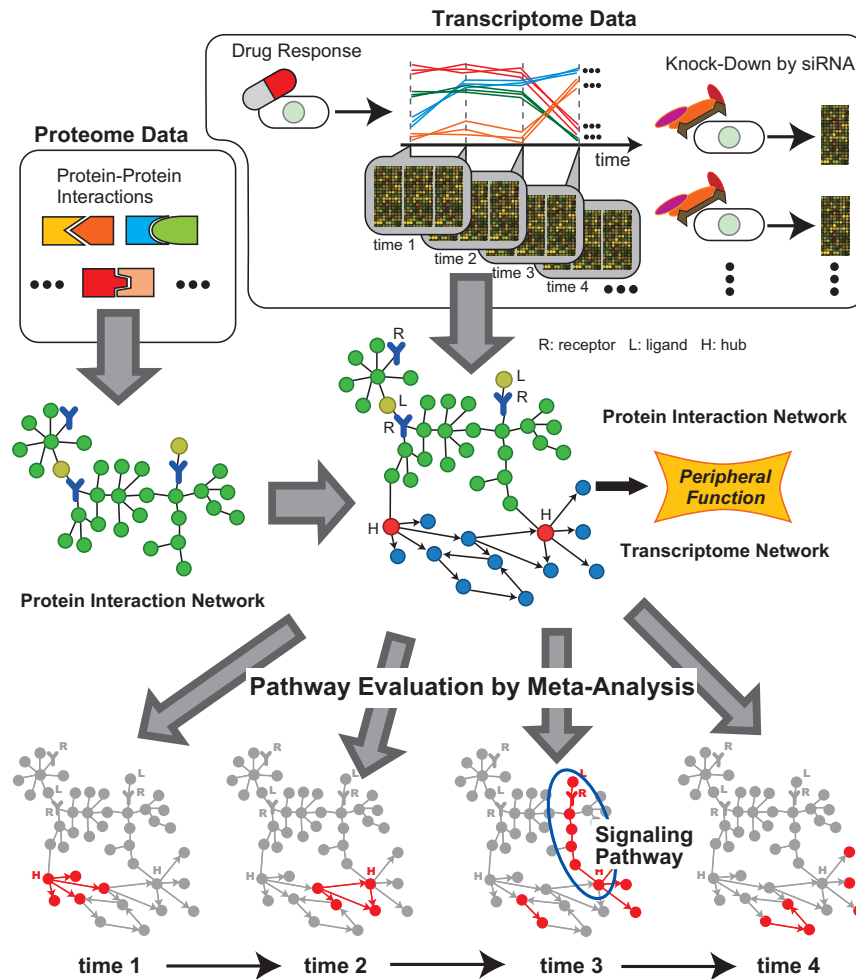 Transcriptome Data
Drug Response
Knock-Down by siRNA
time
time 1
time 2
time 3
time 4
Proteome Data
Protein-Protein
Interactions
R: receptor L: ligand H: hub
R
L
R
L
R
H
H
Protein Interaction Network
Peripheral
Function
Transcriptome Network
Protein Interaction Network
Pathway Evaluation by Meta-Analysis
R
L
L
R
R
H
H
R
L
L
R
R
H
H
R
L
L
R
R
H
H
Signaling
Pathway
R
L
L
R
R
H
H
time 1
time 2
time 3
time 4